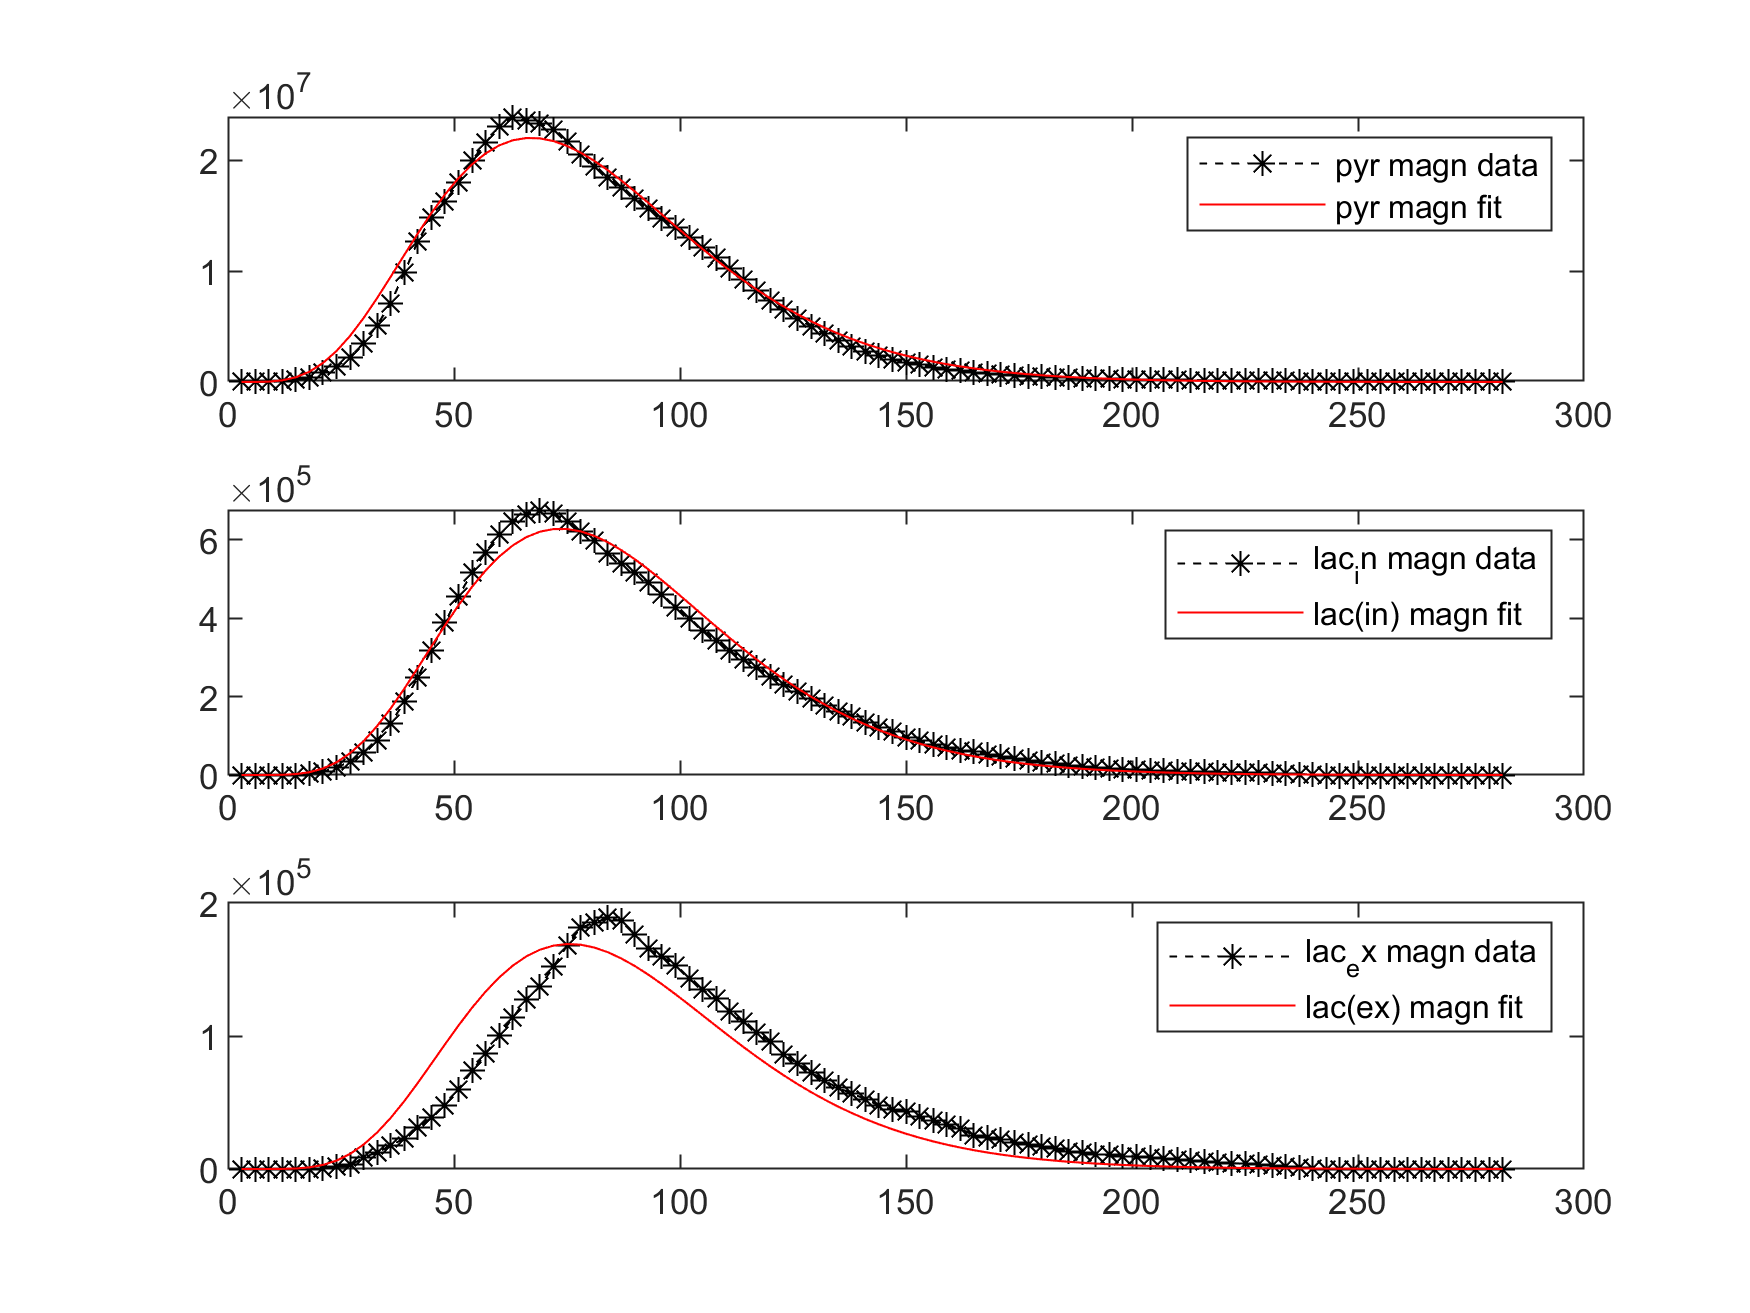 ×10^7
2
1
0
0 50 100 150 200 250 300
pyr magn data
pyr magn fit
×10^5
6
4
2
0
0 50 100 150 200 250 300
lac_in magn data
lac(in) magn fit
×10^5
2
1
0
0 50 100 150 200 250 300
lac_ex magn data
lac(ex) magn fit